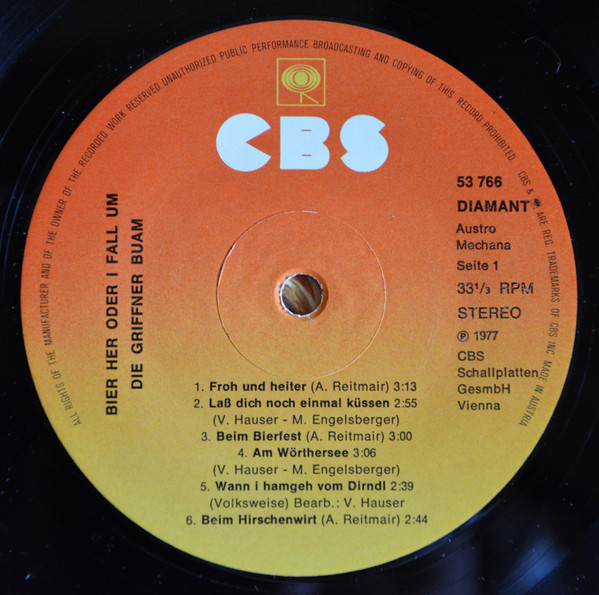 ALL RIGHTS OF THE MANUFACTURER AND OF THE OWNER OF THE RECORDED WORK RESERVED UNAUTHORIZED PUBLIC PERFORMANCE BROADCASTING AND COPYING OF THIS RECORD PROHIBITED. CBS & ARE REG. TRADEMARKS OF CBS INC. MADE IN AUSTRIA
CBS
BIER HER ODER I FALL UM
DIE GRIFFNER BUAM
53 766
DIAMANT
Austro
Mechana
Seite 1
33 1/3 RPM
STEREO
℗ 1977
CBS
Schallplatten
GesmbH
Vienna
1. Froh und heiter (A. Reitmair) 3:13
2. Laß dich noch einmal küssen 2:55
(V. Hauser - M. Engelsberger)
3. Beim Bierfest (A. Reitmair) 3:00
4. Am Wörthersee 3:06
(V. Hauser - M. Engelsberger)
5. Wann i hamgeh vom Dirndl 2:39
(Volksweise) Bearb.: V. Hauser
6. Beim Hirschenwirt (A. Reitmair) 2:44